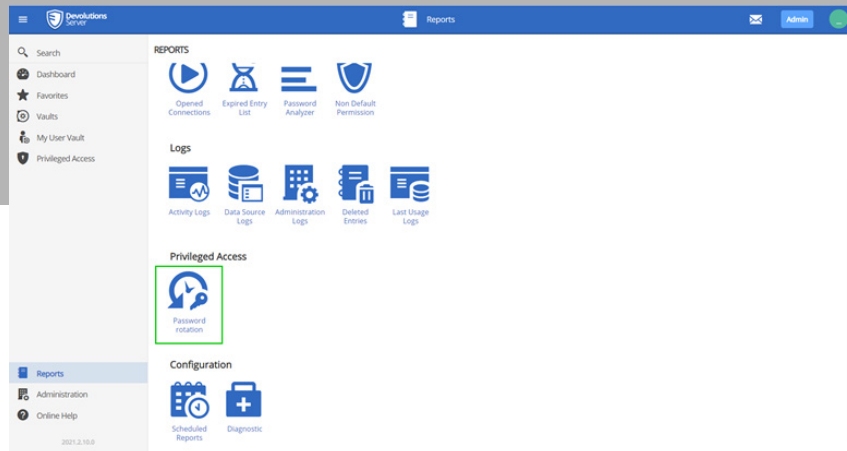 Devolutions
Server
Reports
Admin
Search
Dashboard
Favorites
Vaults
My User Vault
Privileged Access
Reports
Administration
Online Help
2021.2.10.0
REPORTS
Opened
Connections
Expired Entry
List
Password
Analyzer
Non Default
Permission
Logs
Activity Logs
Data Source
Logs
Administration
Logs
Deleted
Entries
Last Usage
Logs
Privileged Access
Password
rotation
Configuration
Scheduled
Reports
Diagnostic